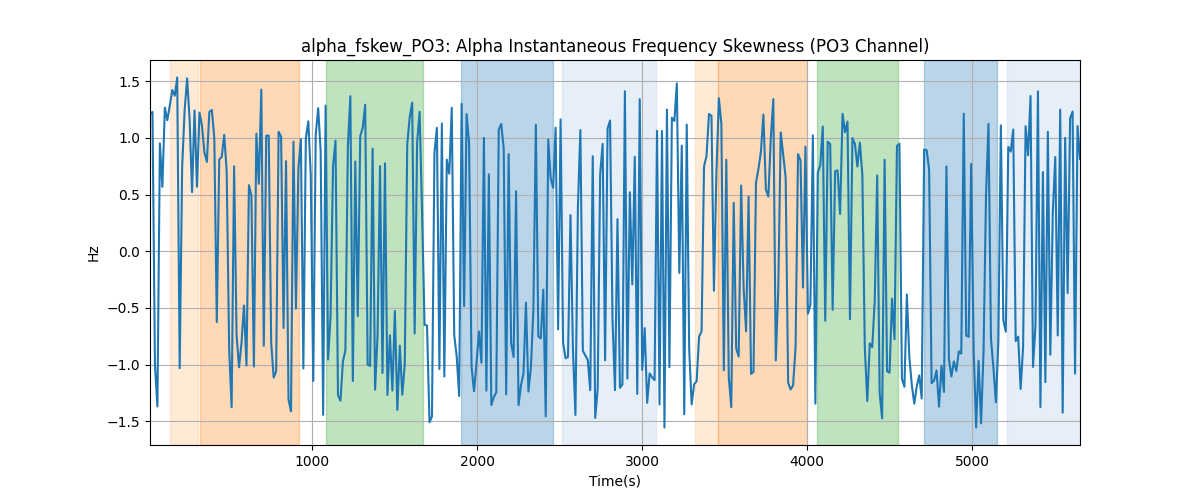 alpha_fskew_PO3: Alpha Instantaneous Frequency Skewness (PO3 Channel)
1.5
1.0
0.5
0.0
−0.5
−1.0
−1.5
Hz
1000 2000 3000 4000 5000
Time(s)